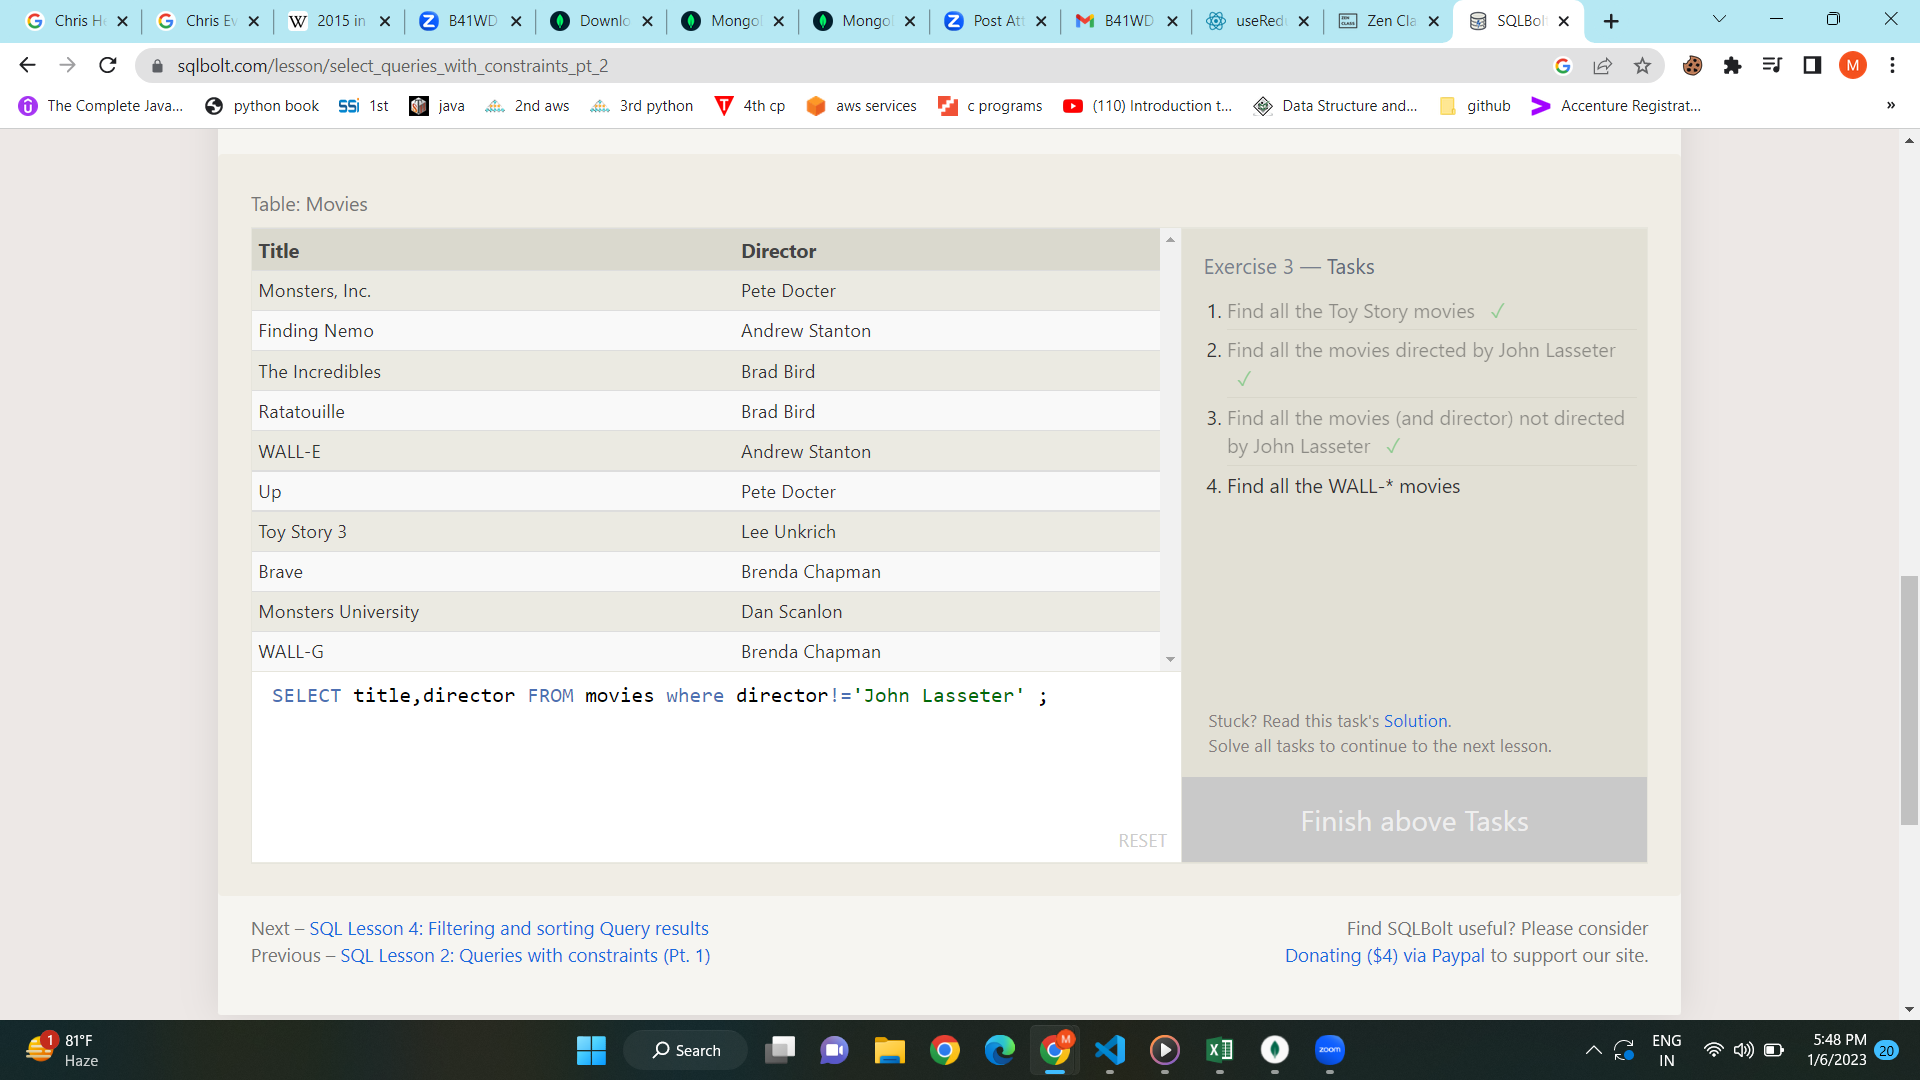 Chris He
Chris Ev
2015 in
B41WD
Downlo
Mongo
Mongo
Post Att
B41WD
useRedu
Zen Cla
SQLBolt
sqlbolt.com/lesson/select_queries_with_constraints_pt_2
M
The Complete Java...
python book
SSi 1st
java
2nd aws
3rd python
4th cp
aws services
c programs
(110) Introduction t...
Data Structure and...
github
Accenture Registrat...
»
Table: Movies
Title Director
Monsters, Inc. Pete Docter
Finding Nemo Andrew Stanton
The Incredibles Brad Bird
Ratatouille Brad Bird
WALL-E Andrew Stanton
Up Pete Docter
Toy Story 3 Lee Unkrich
Brave Brenda Chapman
Monsters University Dan Scanlon
WALL-G Brenda Chapman
SELECT title,director FROM movies where director!='John Lasseter' ;
RESET
Exercise 3 — Tasks
1. Find all the Toy Story movies ✓
2. Find all the movies directed by John Lasseter
✓
3. Find all the movies (and director) not directed
by John Lasseter ✓
4. Find all the WALL-* movies
Stuck? Read this task's Solution.
Solve all tasks to continue to the next lesson.
Finish above Tasks
Next – SQL Lesson 4: Filtering and sorting Query results
Previous – SQL Lesson 2: Queries with constraints (Pt. 1)
Find SQLBolt useful? Please consider
Donating ($4) via Paypal to support our site.
1
81°F
Haze
Search
M
zoom
ENG
IN
5:48 PM
1/6/2023
20